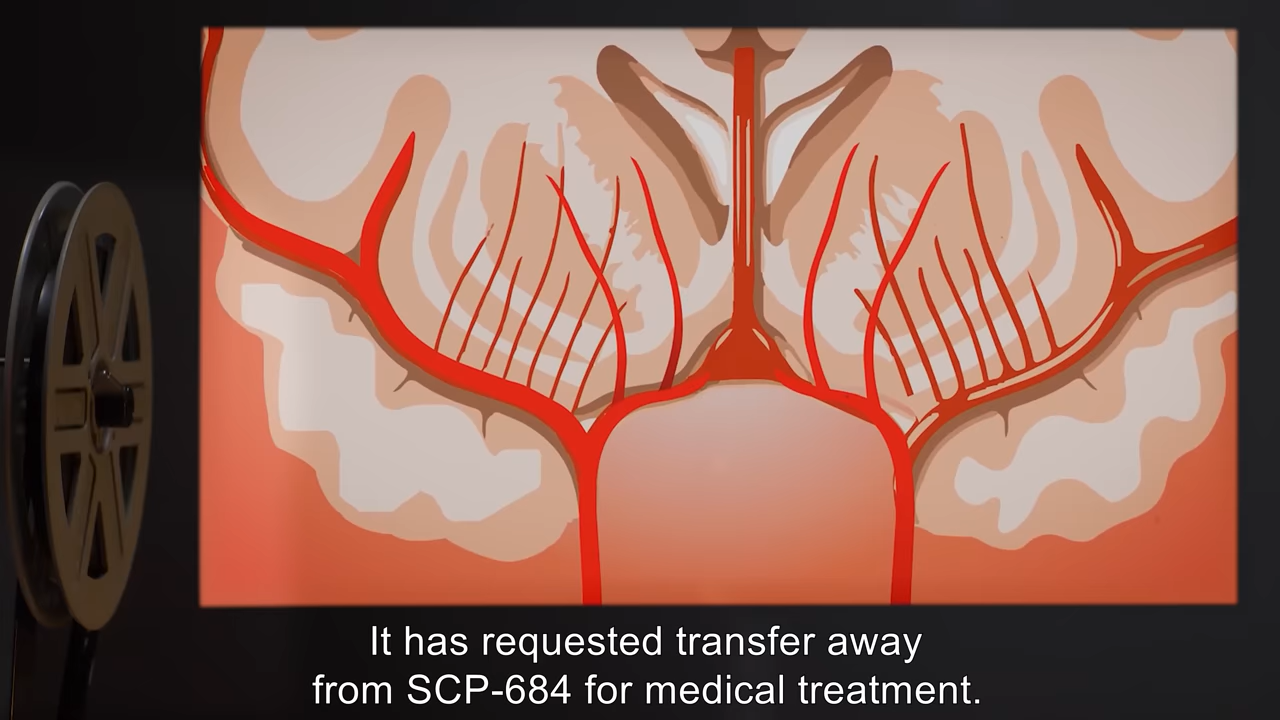 It has requested transfer away
from SCP-684 for medical treatment.